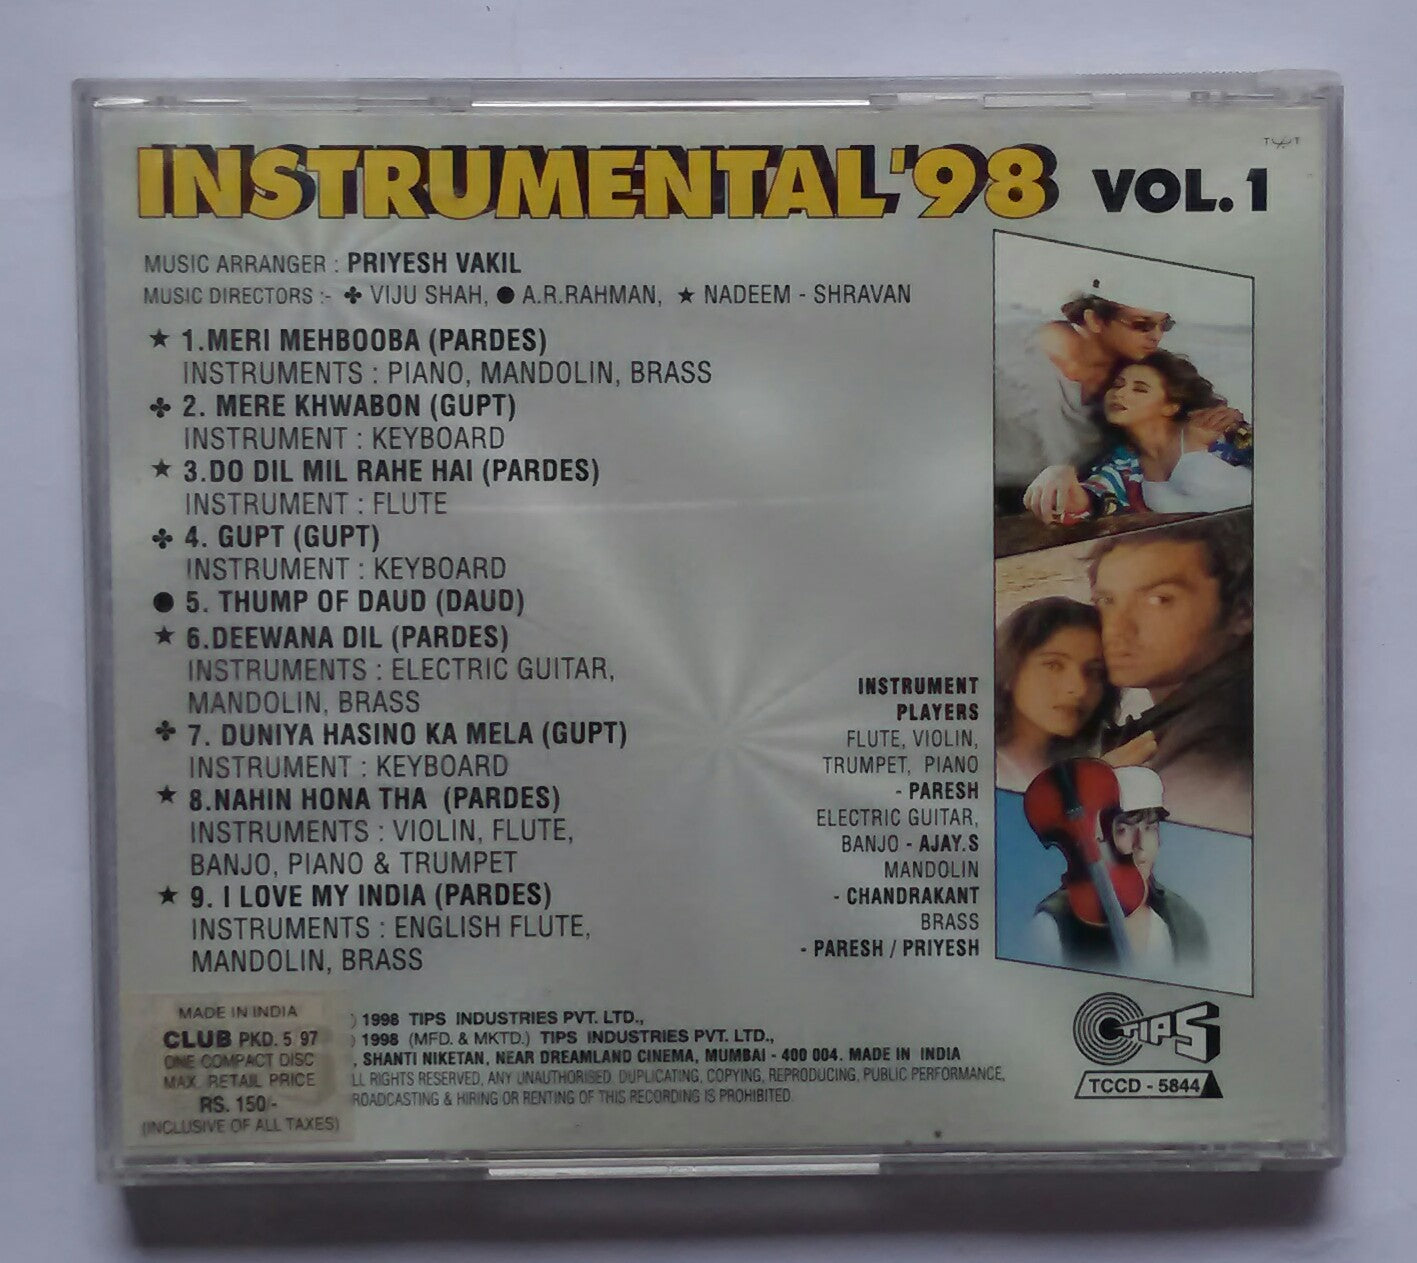 INSTRUMENTAL '98 VOL. 1
MUSIC ARRANGER : PRIYESH VAKIL
MUSIC DIRECTORS :- ✤ VIJU SHAH, ● A.R.RAHMAN, ★ NADEEM - SHRAVAN
★ 1.MERI MEHBOOBA (PARDES)
INSTRUMENTS : PIANO, MANDOLIN, BRASS
✤ 2. MERE KHWABON (GUPT)
INSTRUMENT : KEYBOARD
★ 3.DO DIL MIL RAHE HAI (PARDES)
INSTRUMENT : FLUTE
✤ 4. GUPT (GUPT)
INSTRUMENT : KEYBOARD
● 5. THUMP OF DAUD (DAUD)
★ 6.DEEWANA DIL (PARDES)
INSTRUMENTS : ELECTRIC GUITAR,
MANDOLIN, BRASS
✤ 7. DUNIYA HASINO KA MELA (GUPT)
INSTRUMENT : KEYBOARD
★ 8.NAHIN HONA THA (PARDES)
INSTRUMENTS : VIOLIN, FLUTE,
BANJO, PIANO & TRUMPET
★ 9. I LOVE MY INDIA (PARDES)
INSTRUMENTS : ENGLISH FLUTE,
MANDOLIN, BRASS
INSTRUMENT
PLAYERS
FLUTE, VIOLIN,
TRUMPET, PIANO
- PARESH
ELECTRIC GUITAR,
BANJO - AJAY.S
MANDOLIN
- CHANDRAKANT
BRASS
- PARESH / PRIYESH
MADE IN INDIA
CLUB PKD. 5 97
ONE COMPACT DISC
MAX. RETAIL PRICE
RS. 150/-
(INCLUSIVE OF ALL TAXES)
) 1998 TIPS INDUSTRIES PVT. LTD.,
) 1998 (MFD. & MKTD.) TIPS INDUSTRIES PVT. LTD.,
, SHANTI NIKETAN, NEAR DREAMLAND CINEMA, MUMBAI - 400 004. MADE IN INDIA
LL RIGHTS RESERVED, ANY UNAUTHORISED DUPLICATING, COPYING, REPRODUCING, PUBLIC PERFORMANCE,
ROADCASTING & HIRING OR RENTING OF THIS RECORDING IS PROHIBITED.
TIPS
TCCD - 5844